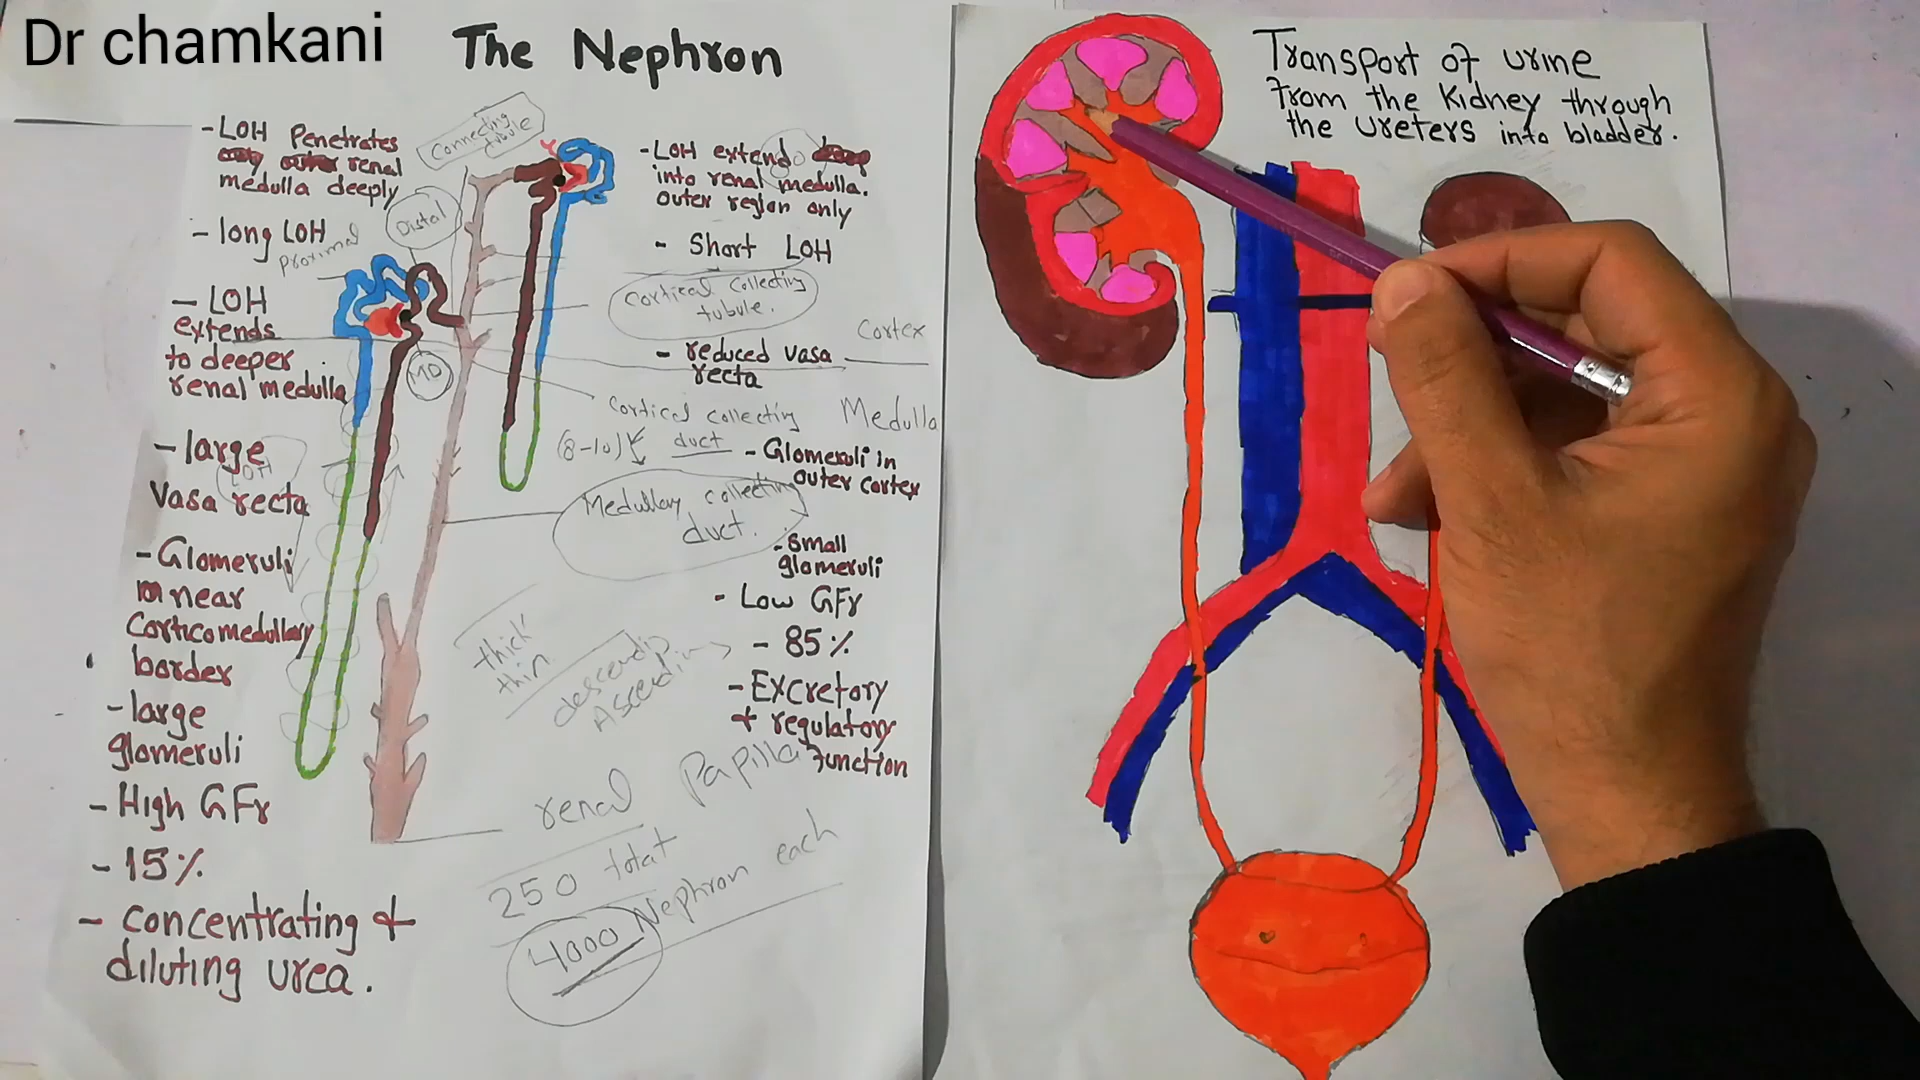 Dr chamkani
The Nephron
-LOH Penetrates
renal
medulla deeply
- long LOH
- LOH
extends
to deeper
renal medulla
- large
Vasa recta
- Glomeruli
near
Corticomedullary
border
- large
glomeruli
- High GFr
- 15%
- concentrating +
diluting urea.
Connecting
tubule
Distal
Proximal
MD
LOH
- LOH extend
into renal medulla.
outer region only
- Short LOH
Cortical Collecting
tubule.
Cortex
- reduced vasa
recta
Cortical collecting
duct
(8-10)
Medulla
- Glomeruli in
outer cortex
Medullary collecting
duct.
- Small
glomeruli
- Low GFr
- 85%
- Excretory
+ regulatory
function
thick
thin
renal Papilla
250 total
4000 Nephron each
Transport of urine
from the Kidney through
the Ureters into bladder.